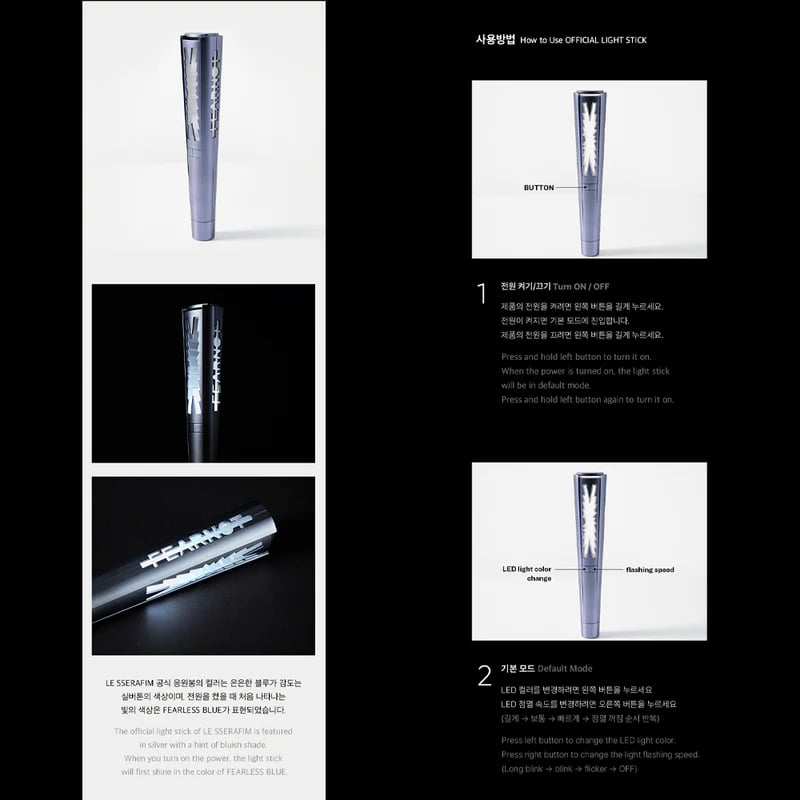 FEARNOT
FEARNOT
FEARNOT
LE SSERAFIM 공식 응원봉의 컬러는 은은한 블루가 감도는
실버톤의 색상이며, 전원을 켰을 때 처음 나타나는
빛의 색상은 FEARLESS BLUE가 표현되었습니다.
The official light stick of LE SSERAFIM is featured
in silver with a hint of bluish shade.
When you turn on the power, the light stick
will first shine in the color of FEARLESS BLUE.
사용방법 How to Use OFFICIAL LIGHT STICK
BUTTON
1 전원 켜기/끄기 Turn ON / OFF
제품의 전원을 켜려면 왼쪽 버튼을 길게 누르세요.
전원이 켜지면 기본 모드에 진입합니다.
제품의 전원을 끄려면 왼쪽 버튼을 길게 누르세요.
Press and hold left button to turn it on.
When the power is turned on, the light stick
will be in default mode.
Press and hold left button again to turn it on.
LED light color
change
flashing speed
2 기본 모드 Default Mode
LED 컬러를 변경하려면 왼쪽 버튼을 누르세요
LED 점멸 속도를 변경하려면 오른쪽 버튼을 누르세요
(길게 → 보통 → 빠르게 → 점멸 꺼짐 순서 반복)
Press left button to change the LED light color.
Press right button to change the light flashing speed.
(Long blink → blink → flicker → OFF)